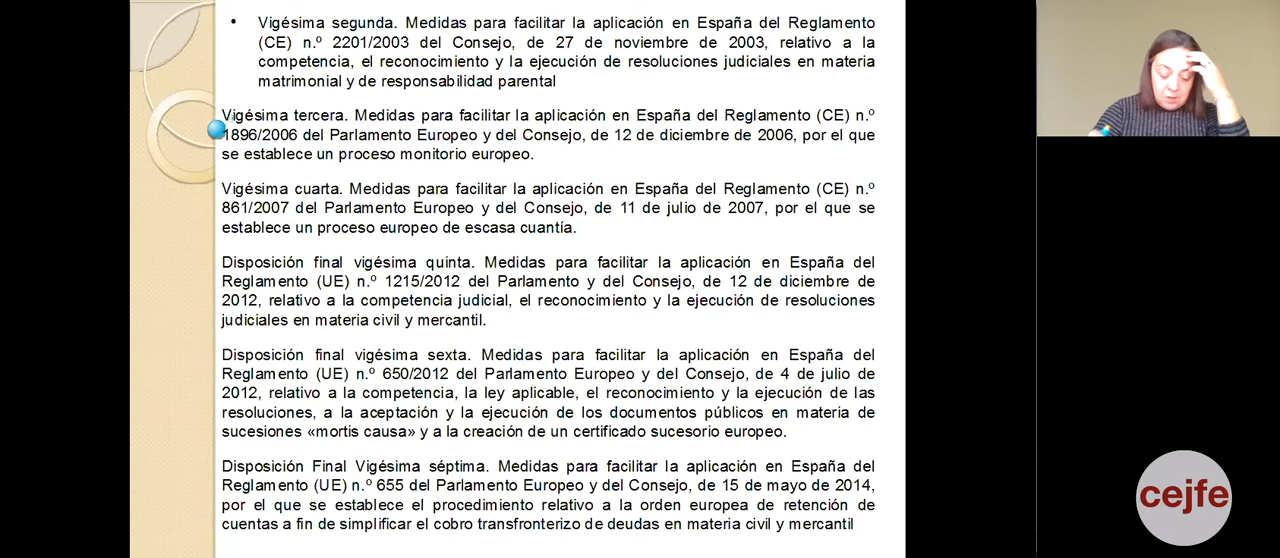 • Vigésima segunda. Medidas para facilitar la aplicación en España del Reglamento
(CE) n.º 2201/2003 del Consejo, de 27 de noviembre de 2003, relativo a la
competencia, el reconocimiento y la ejecución de resoluciones judiciales en materia
matrimonial y de responsabilidad parental
Vigésima tercera. Medidas para facilitar la aplicación en España del Reglamento (CE) n.º
1896/2006 del Parlamento Europeo y del Consejo, de 12 de diciembre de 2006, por el que
se establece un proceso monitorio europeo.
Vigésima cuarta. Medidas para facilitar la aplicación en España del Reglamento (CE) n.º
861/2007 del Parlamento Europeo y del Consejo, de 11 de julio de 2007, por el que se
establece un proceso europeo de escasa cuantía.
Disposición final vigésima quinta. Medidas para facilitar la aplicación en España del
Reglamento (UE) n.º 1215/2012 del Parlamento y del Consejo, de 12 de diciembre de
2012, relativo a la competencia judicial, el reconocimiento y la ejecución de resoluciones
judiciales en materia civil y mercantil.
Disposición final vigésima sexta. Medidas para facilitar la aplicación en España del
Reglamento (UE) n.º 650/2012 del Parlamento Europeo y del Consejo, de 4 de julio de
2012, relativo a la competencia, la ley aplicable, el reconocimiento y la ejecución de las
resoluciones, a la aceptación y la ejecución de los documentos públicos en materia de
sucesiones «mortis causa» y a la creación de un certificado sucesorio europeo.
Disposición Final Vigésima séptima. Medidas para facilitar la aplicación en España del
Reglamento (UE) n.º 655 del Parlamento Europeo y del Consejo, de 15 de mayo de 2014,
por el que se establece el procedimiento relativo a la orden europea de retención de
cuentas a fin de simplificar el cobro transfronterizo de deudas en materia civil y mercantil
cejfe